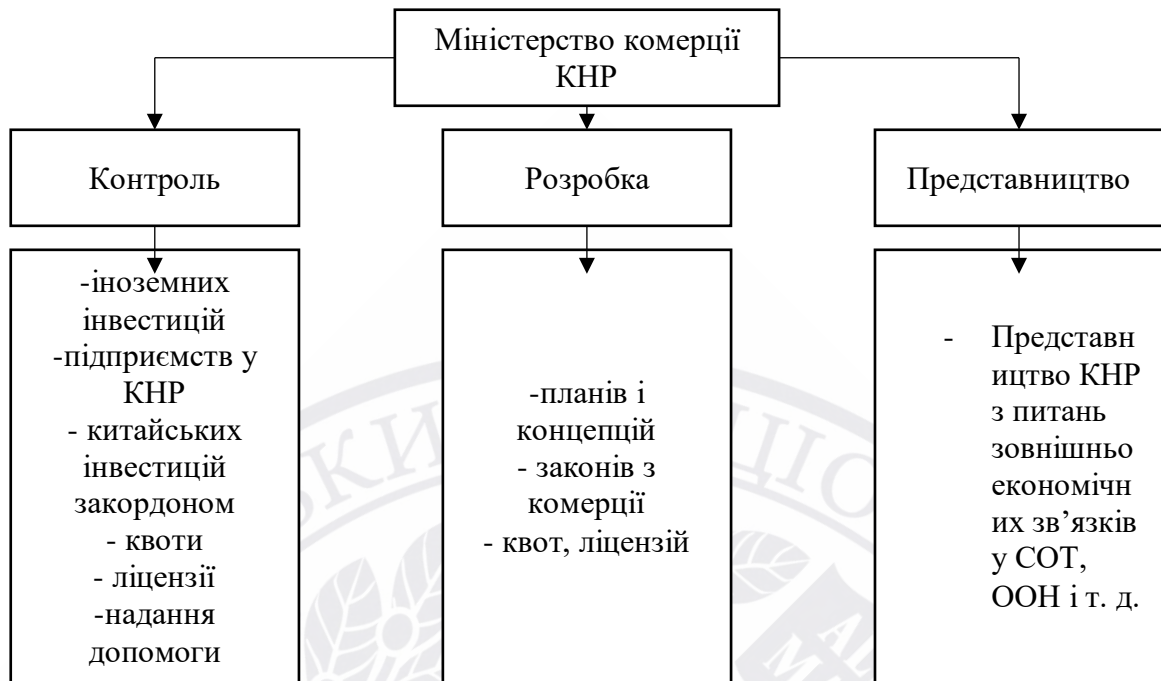 Міністерство комерції
КНР
Контроль
Розробка
Представництво
-іноземних
інвестицій
-підприємств у
КНР
- китайських
інвестицій
закордоном
- квоти
- ліцензії
-надання
допомоги
-планів і
концепцій
- законів з
комерції
- квот, ліцензій
- Представн
ицтво КНР
з питань
зовнішньо
економічн
их зв’язків
у СОТ,
ООН і т. д.